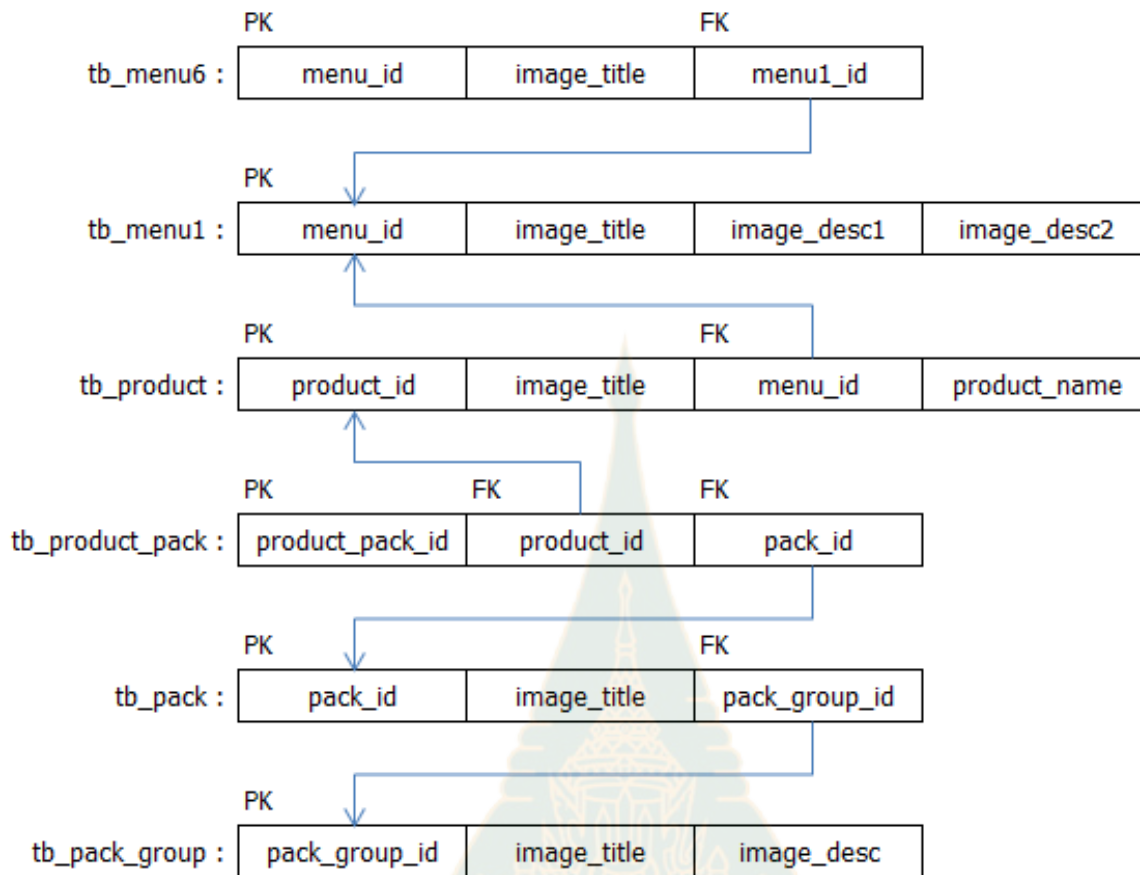 PK FK
tb_menu6 : menu_id image_title menu1_id
PK
tb_menu1 : menu_id image_title image_desc1 image_desc2
PK FK
tb_product : product_id image_title menu_id product_name
PK FK FK
tb_product_pack : product_pack_id product_id pack_id
PK FK
tb_pack : pack_id image_title pack_group_id
PK
tb_pack_group : pack_group_id image_title image_desc